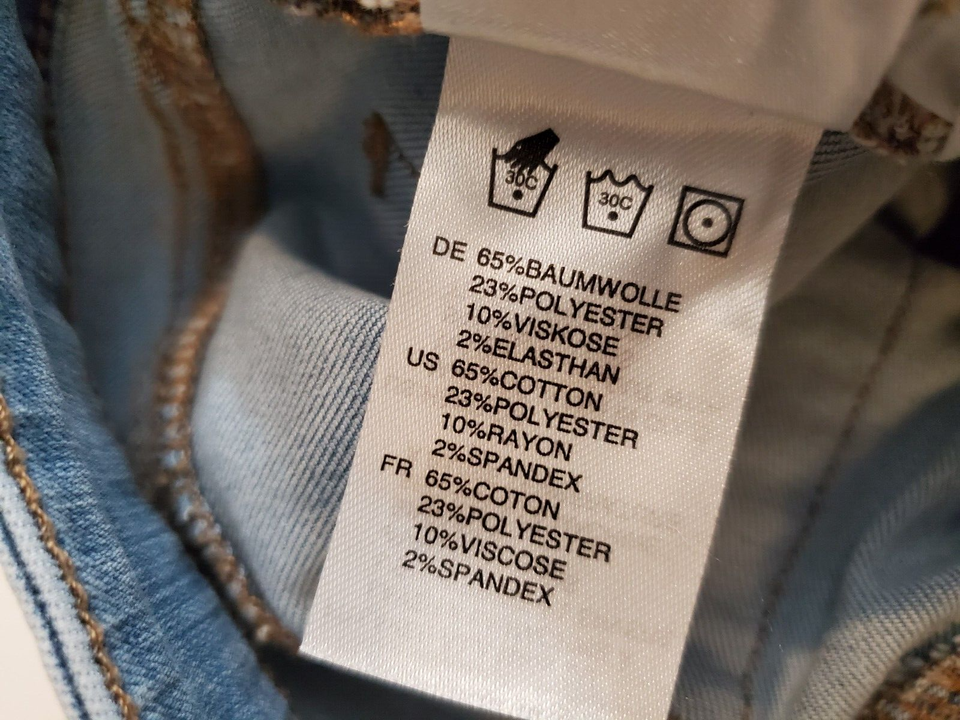 30C 30C
DE 65%BAUMWOLLE
23%POLYESTER
10%VISKOSE
2%ELASTHAN
US 65%COTTON
23%POLYESTER
10%RAYON
2%SPANDEX
FR 65%COTON
23%POLYESTER
10%VISCOSE
2%SPANDEX